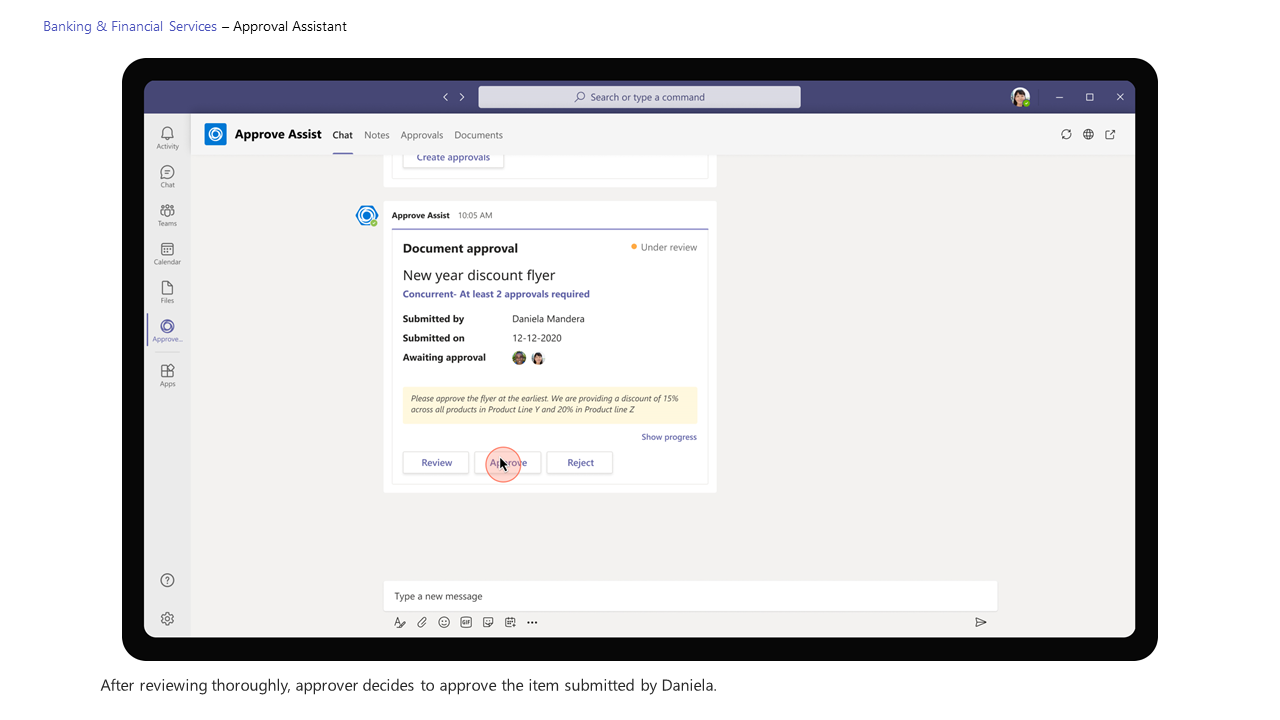 Banking & Financial Services – Approval Assistant
Search or type a command
Approve Assist Chat Notes Approvals Documents
Activity
Chat
Teams
Calendar
Files
Approve...
Apps
Create approvals
Approve Assist 10:05 AM
Document approval
Under review
New year discount flyer
Concurrent- At least 2 approvals required
Submitted by Daniela Mandera
Submitted on 12-12-2020
Awaiting approval
Please approve the flyer at the earliest. We are providing a discount of 15%
across all products in Product Line Y and 20% in Product line Z
Show progress
Review Approve Reject
Type a new message
GIF
After reviewing thoroughly, approver decides to approve the item submitted by Daniela.